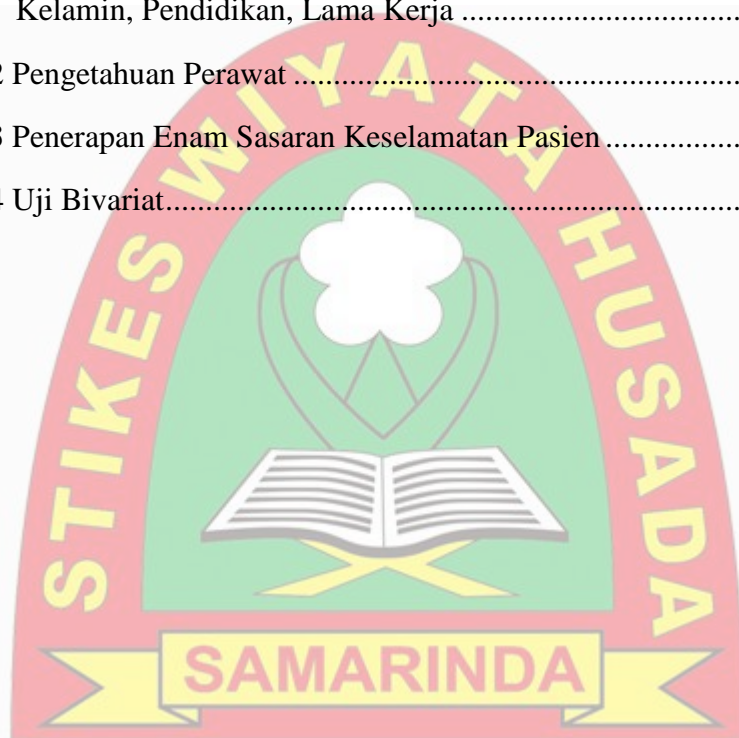 Kelamin, Pendidikan, Lama Kerja ..................................
2 Pengetahuan Perawat .......................................................
3 Penerapan Enam Sasaran Keselamatan Pasien .................
4 Uji Bivariat.......................................................................
STIKES WIYATA HUSADA
SAMARINDA